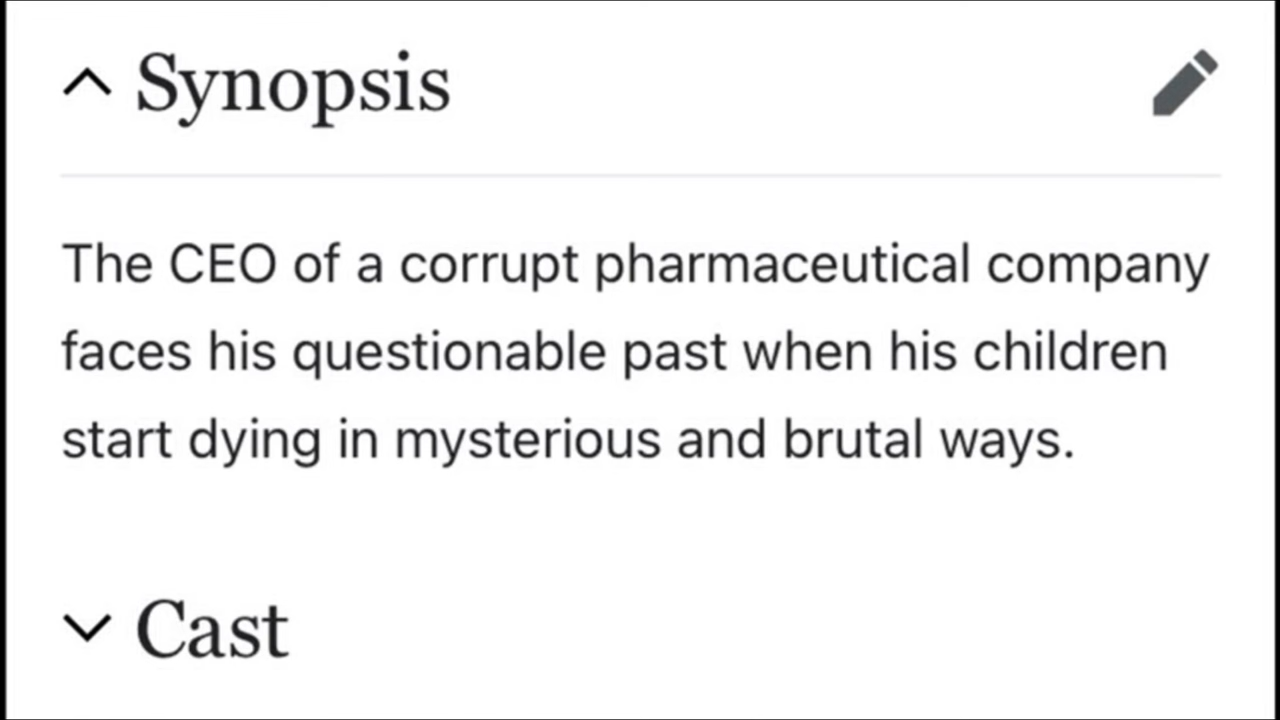 Synopsis
The CEO of a corrupt pharmaceutical company
faces his questionable past when his children
start dying in mysterious and brutal ways.
Cast